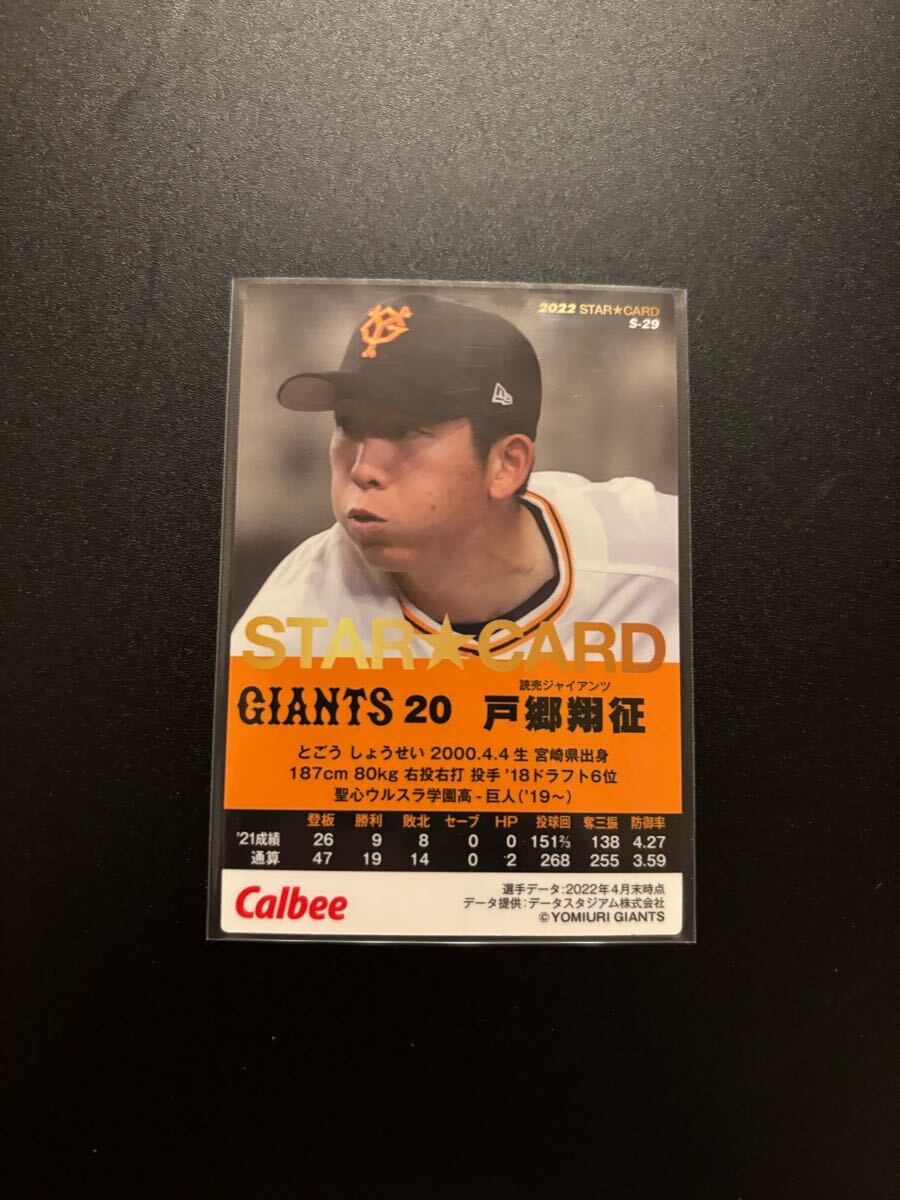 2022 STAR★CARD
S-29
STAR★CARD
読売ジャイアンツ
GIANTS 20 戸郷翔征
とごう しょうせい 2000.4.4生 宮崎県出身
187cm 80kg 右投右打 投手 '18ドラフト6位
聖心ウルスラ学園高 - 巨人('19～)
登板 勝利 敗北 セーブ HP 投球回 奪三振 防御率
'21成績 26 9 8 0 0 151⅔ 138 4.27
通算 47 19 14 0 2 268 255 3.59
Calbee
選手データ:2022年4月末時点
データ提供:データスタジアム株式会社
©YOMIURI GIANTS